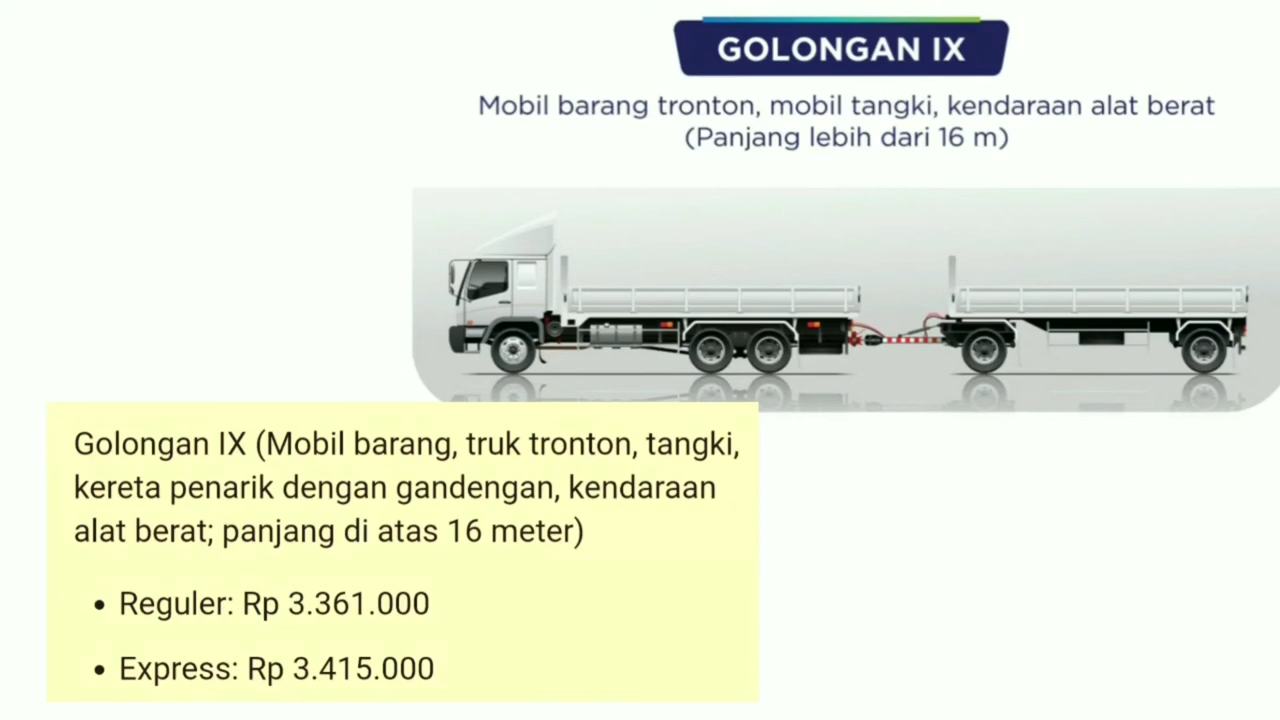 GOLONGAN IX
Mobil barang tronton, mobil tangki, kendaraan alat berat
(Panjang lebih dari 16 m)
Golongan IX (Mobil barang, truk tronton, tangki,
kereta penarik dengan gandengan, kendaraan
alat berat; panjang di atas 16 meter)
• Reguler: Rp 3.361.000
• Express: Rp 3.415.000